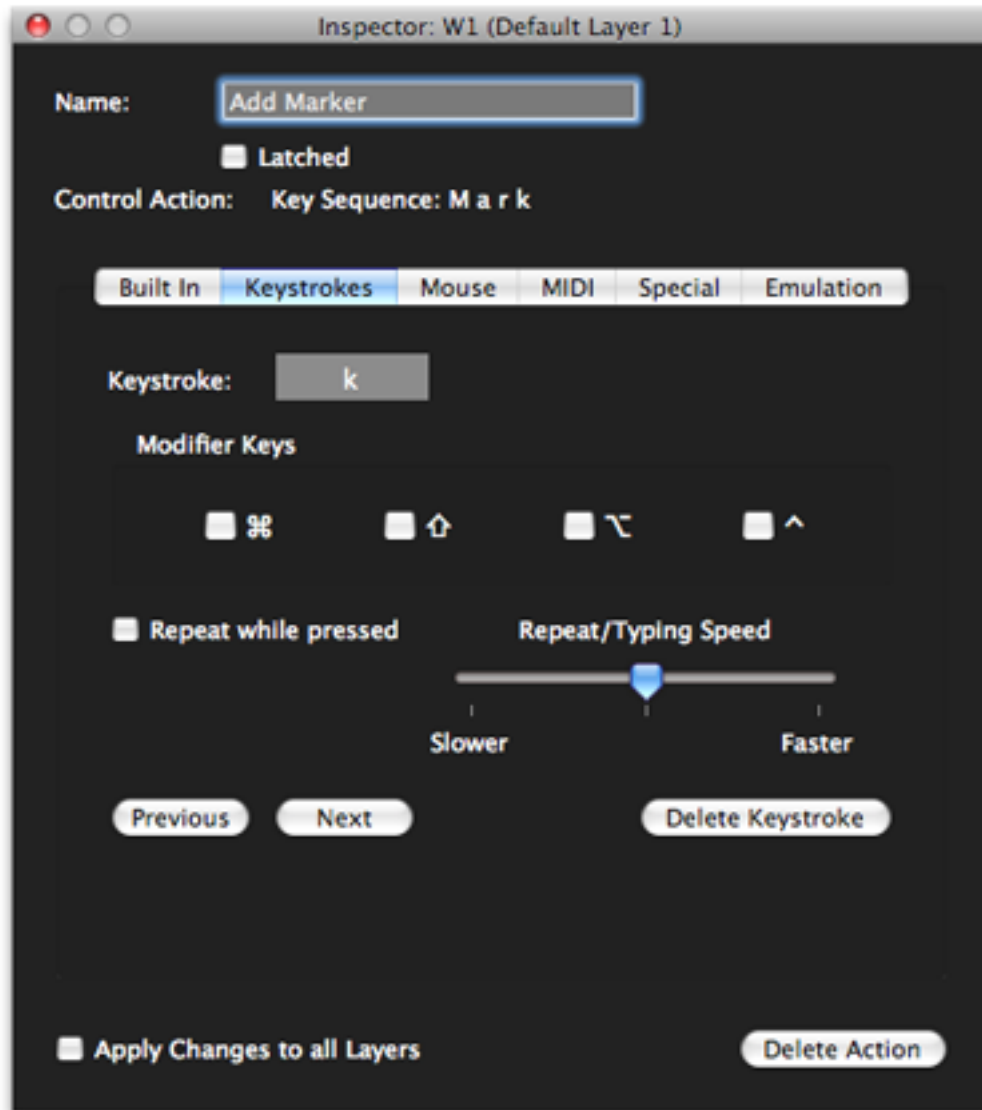 Inspector: W1 (Default Layer 1)
Name: Add Marker
Latched
Control Action: Key Sequence: M a r k
Built In Keystrokes Mouse MIDI Special Emulation
Keystroke: k
Modifier Keys
⌘ ⇧ ⌥ ^
Repeat while pressed Repeat/Typing Speed
Slower Faster
Previous Next Delete Keystroke
Apply Changes to all Layers Delete Action